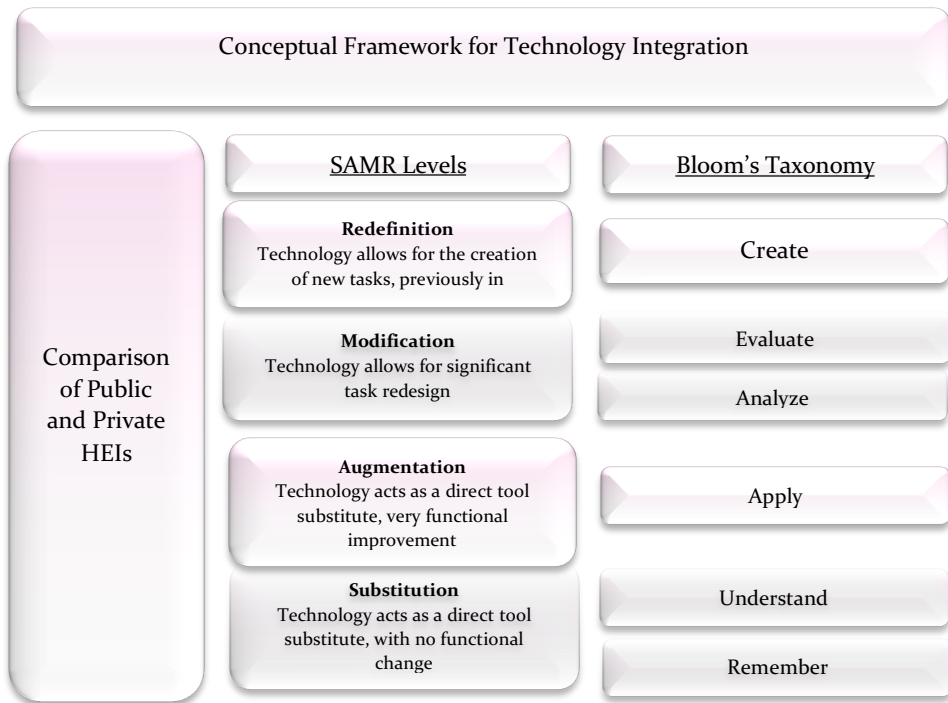 Conceptual Framework for Technology Integration
Comparison
of Public
and Private
HEIs
SAMR Levels
Redefinition
Technology allows for the creation
of new tasks, previously in
Modification
Technology allows for significant
task redesign
Augmentation
Technology acts as a direct tool
substitute, very functional
improvement
Substitution
Technology acts as a direct tool
substitute, with no functional
change
Bloom’s Taxonomy
Create
Evaluate
Analyze
Apply
Understand
Remember